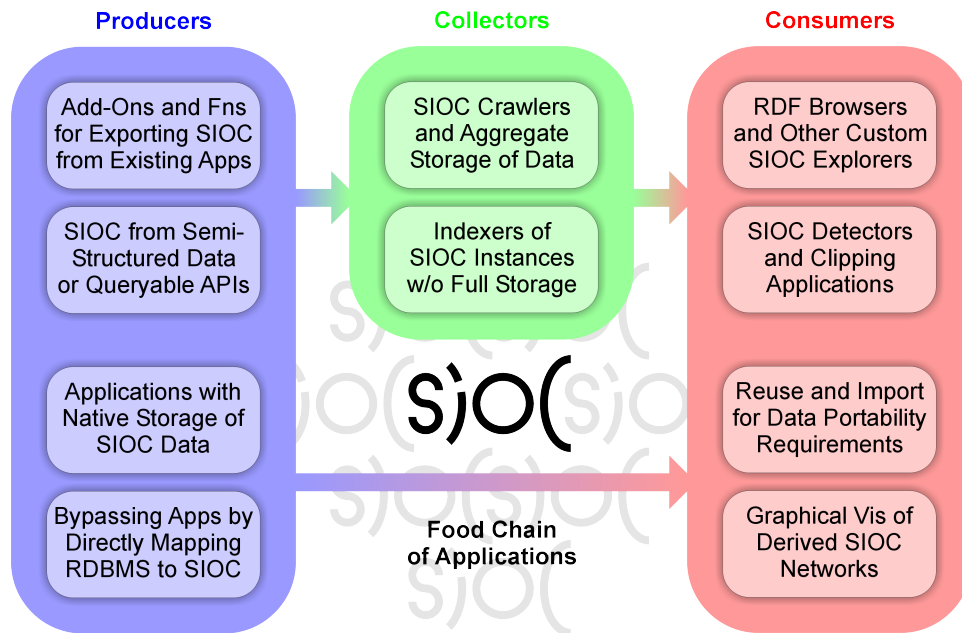 Producers
Add-Ons and Fns
for Exporting SIOC
from Existing Apps
SIOC from Semi-
Structured Data
or Queryable APIs
Applications with
Native Storage of
SIOC Data
Bypassing Apps by
Directly Mapping
RDBMS to SIOC
Collectors
SIOC Crawlers
and Aggregate
Storage of Data
Indexers of
SIOC Instances
w/o Full Storage
SiOC
Food Chain
of Applications
Consumers
RDF Browsers
and Other Custom
SIOC Explorers
SIOC Detectors
and Clipping
Applications
Reuse and Import
for Data Portability
Requirements
Graphical Vis of
Derived SIOC
Networks